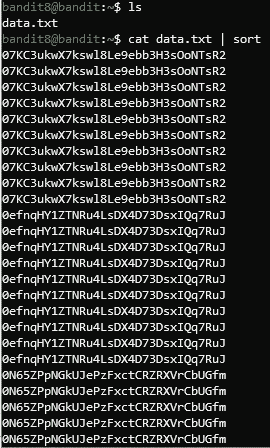 bandit8@bandit:~$ ls
data.txt
bandit8@bandit:~$ cat data.txt | sort
07KC3ukwX7kswl8Le9ebb3H3sOoNTsR2
07KC3ukwX7kswl8Le9ebb3H3sOoNTsR2
07KC3ukwX7kswl8Le9ebb3H3sOoNTsR2
07KC3ukwX7kswl8Le9ebb3H3sOoNTsR2
07KC3ukwX7kswl8Le9ebb3H3sOoNTsR2
07KC3ukwX7kswl8Le9ebb3H3sOoNTsR2
07KC3ukwX7kswl8Le9ebb3H3sOoNTsR2
07KC3ukwX7kswl8Le9ebb3H3sOoNTsR2
07KC3ukwX7kswl8Le9ebb3H3sOoNTsR2
07KC3ukwX7kswl8Le9ebb3H3sOoNTsR2
0efnqHY1ZTNRu4LsDX4D73DsxIQq7RuJ
0efnqHY1ZTNRu4LsDX4D73DsxIQq7RuJ
0efnqHY1ZTNRu4LsDX4D73DsxIQq7RuJ
0efnqHY1ZTNRu4LsDX4D73DsxIQq7RuJ
0efnqHY1ZTNRu4LsDX4D73DsxIQq7RuJ
0efnqHY1ZTNRu4LsDX4D73DsxIQq7RuJ
0efnqHY1ZTNRu4LsDX4D73DsxIQq7RuJ
0efnqHY1ZTNRu4LsDX4D73DsxIQq7RuJ
0efnqHY1ZTNRu4LsDX4D73DsxIQq7RuJ
0efnqHY1ZTNRu4LsDX4D73DsxIQq7RuJ
0N65ZPpNGkUJePzFxctCRZRXVrCbUGfm
0N65ZPpNGkUJePzFxctCRZRXVrCbUGfm
0N65ZPpNGkUJePzFxctCRZRXVrCbUGfm
0N65ZPpNGkUJePzFxctCRZRXVrCbUGfm
0N65ZPpNGkUJePzFxctCRZRXVrCbUGfm